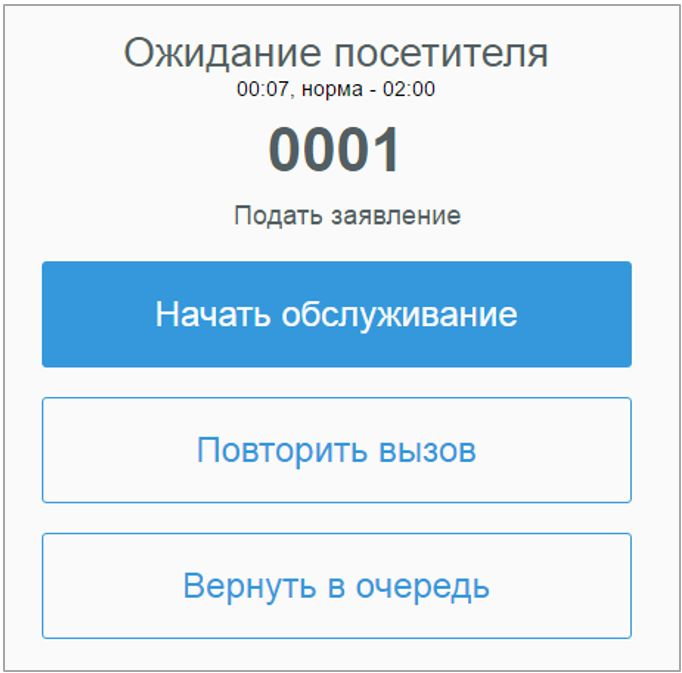 Ожидание посетителя
00:07, норма - 02:00
0001
Подать заявление
Начать обслуживание
Повторить вызов
Вернуть в очередь